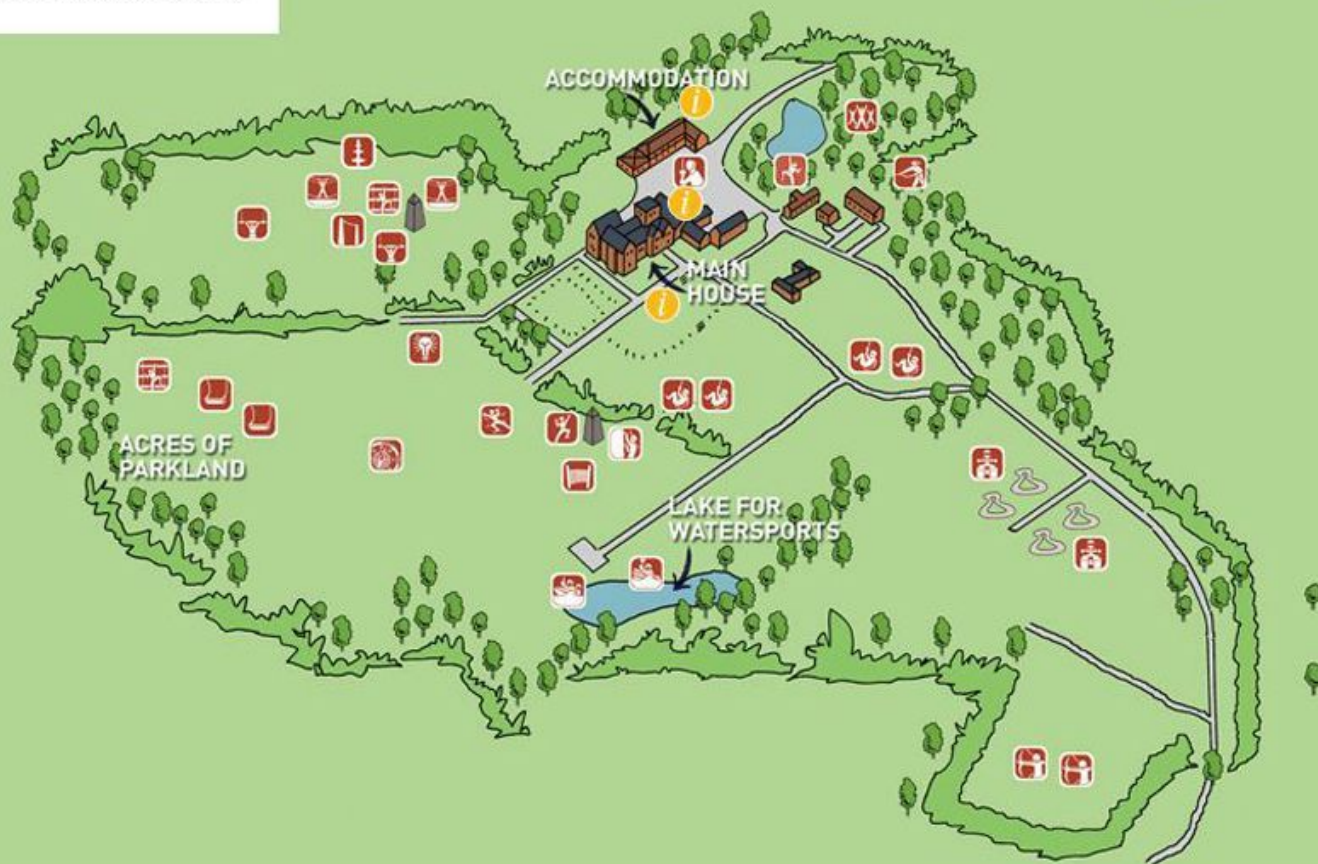 ACCOMMODATION
i
i
MAIN
HOUSE
i
ACRES OF
PARKLAND
LAKE FOR
WATERSPORTS